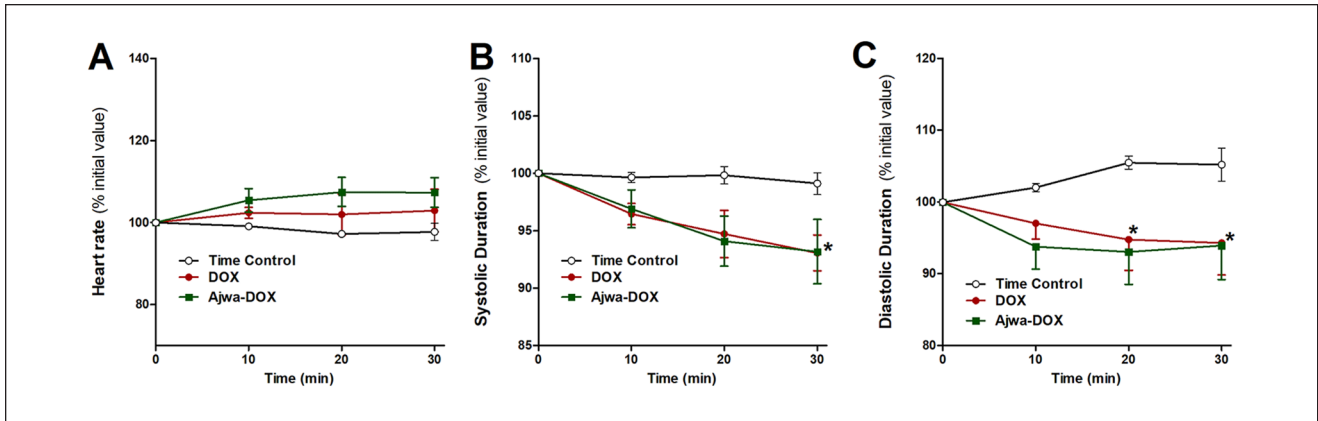 A
Heart rate (% initial value)
140
120
100
80
0
10
20
30
Time (min)
Time Control
DOX
Ajwa-DOX
B
Systolic Duration (% initial value)
110
105
100
95
90
85
0
10
20
30
Time (min)
*
Time Control
DOX
Ajwa-DOX
C
Diastolic Duration (% initial value)
120
110
100
90
80
0
10
20
30
Time (min)
*
*
Time Control
DOX
Ajwa-DOX